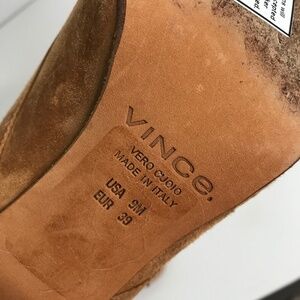 VINCE.
VERO CUOIO
MADE IN ITALY
USA 9M
EUR 39